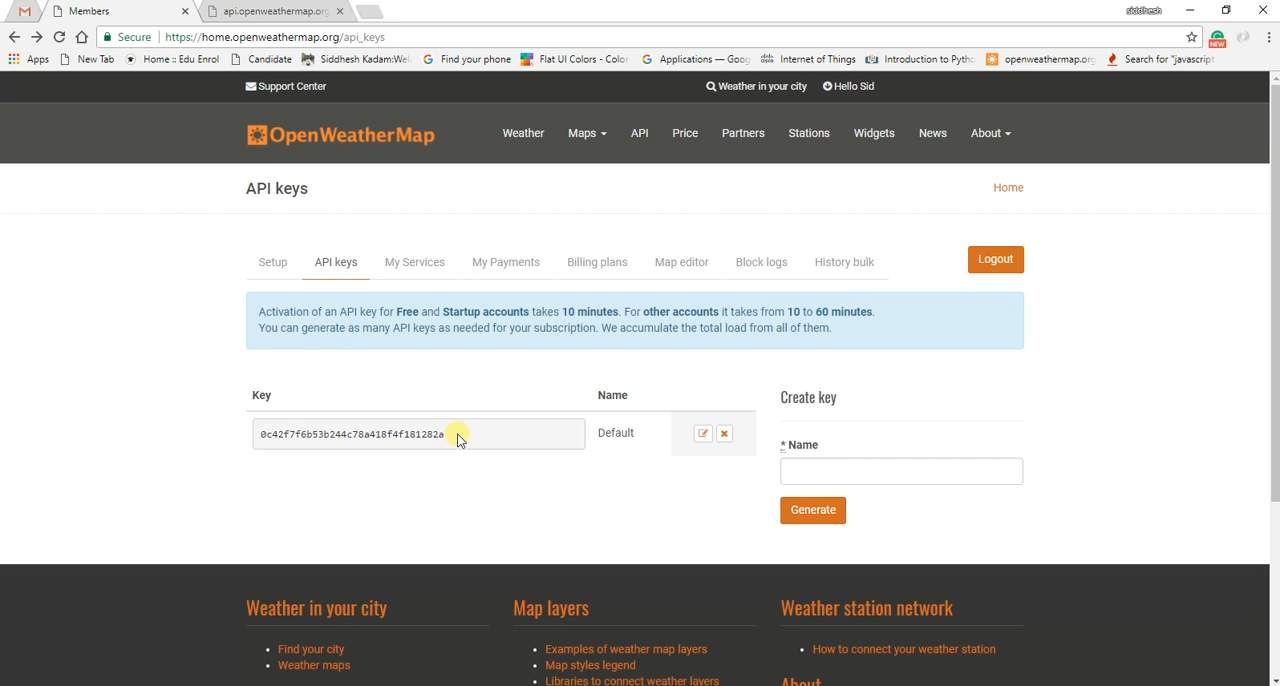 Members
api.openweathermap.org
siddhesh
Secure
https://home.openweathermap.org/api_keys
NEW
Apps
New Tab
Home :: Edu Enrol
Candidate
Siddhesh Kadam:Wel
Find your phone
Flat UI Colors - Color
Applications — Goog
Internet of Things
Introduction to Pytho
openweathermap.org
Search for "javascript
Support Center
Weather in your city
Hello Sid
OpenWeatherMap
Weather
Maps
API
Price
Partners
Stations
Widgets
News
About
API keys
Home
Setup
API keys
My Services
My Payments
Billing plans
Map editor
Block logs
History bulk
Logout
Activation of an API key for Free and Startup accounts takes 10 minutes. For other accounts it takes from 10 to 60 minutes.
You can generate as many API keys as needed for your subscription. We accumulate the total load from all of them.
Key
Name
Create key
0c42f7f6b53b244c78a418f4f181282a
Default
* Name
Generate
Weather in your city
Map layers
Weather station network
Find your city
Examples of weather map layers
How to connect your weather station
Weather maps
Map styles legend
Libraries to connect weather layers
About